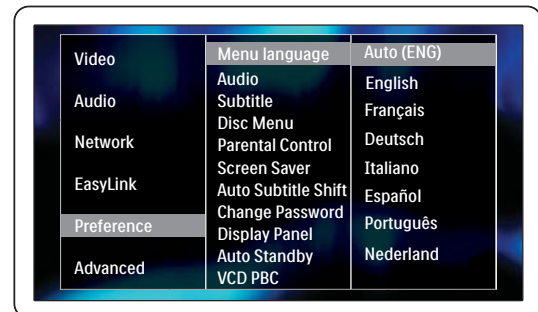 Video
Audio
Network
EasyLink
Preference
Advanced
Menu language
Audio
Subtitle
Disc Menu
Parental Control
Screen Saver
Auto Subtitle Shift
Change Password
Display Panel
Auto Standby
VCD PBC
Auto (ENG)
English
Français
Deutsch
Italiano
Español
Português
Nederland